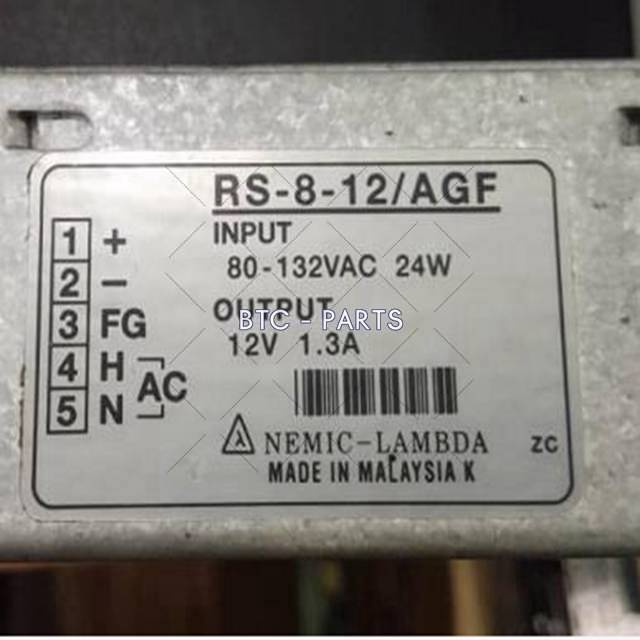 RS-8-12/AGF
INPUT
80-132VAC 24W
OUTPUT
BTC - PARTS
12V 1.3A
1 +
2 -
3 FG
4 H
AC
5 N
NEMIC-LAMBDA ZC
MADE IN MALAYSIA K